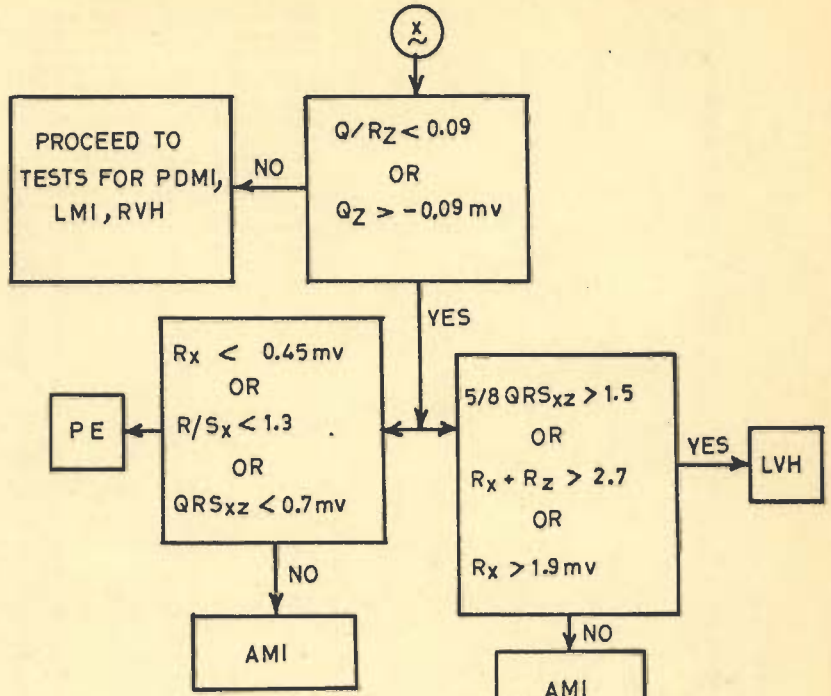 x
Q/RZ < 0.09
OR
QZ > -0.09 mv
PROCEED TO
TESTS FOR PDMI,
LMI, RVH
NO
YES
Rx < 0.45 mv
OR
R/Sx < 1.3
OR
QRSxz < 0.7 mv
PE
NO
AMI
5/8 QRSxz > 1.5
OR
Rx + Rz > 2.7
OR
Rx > 1.9 mv
YES
LVH
NO
AMI